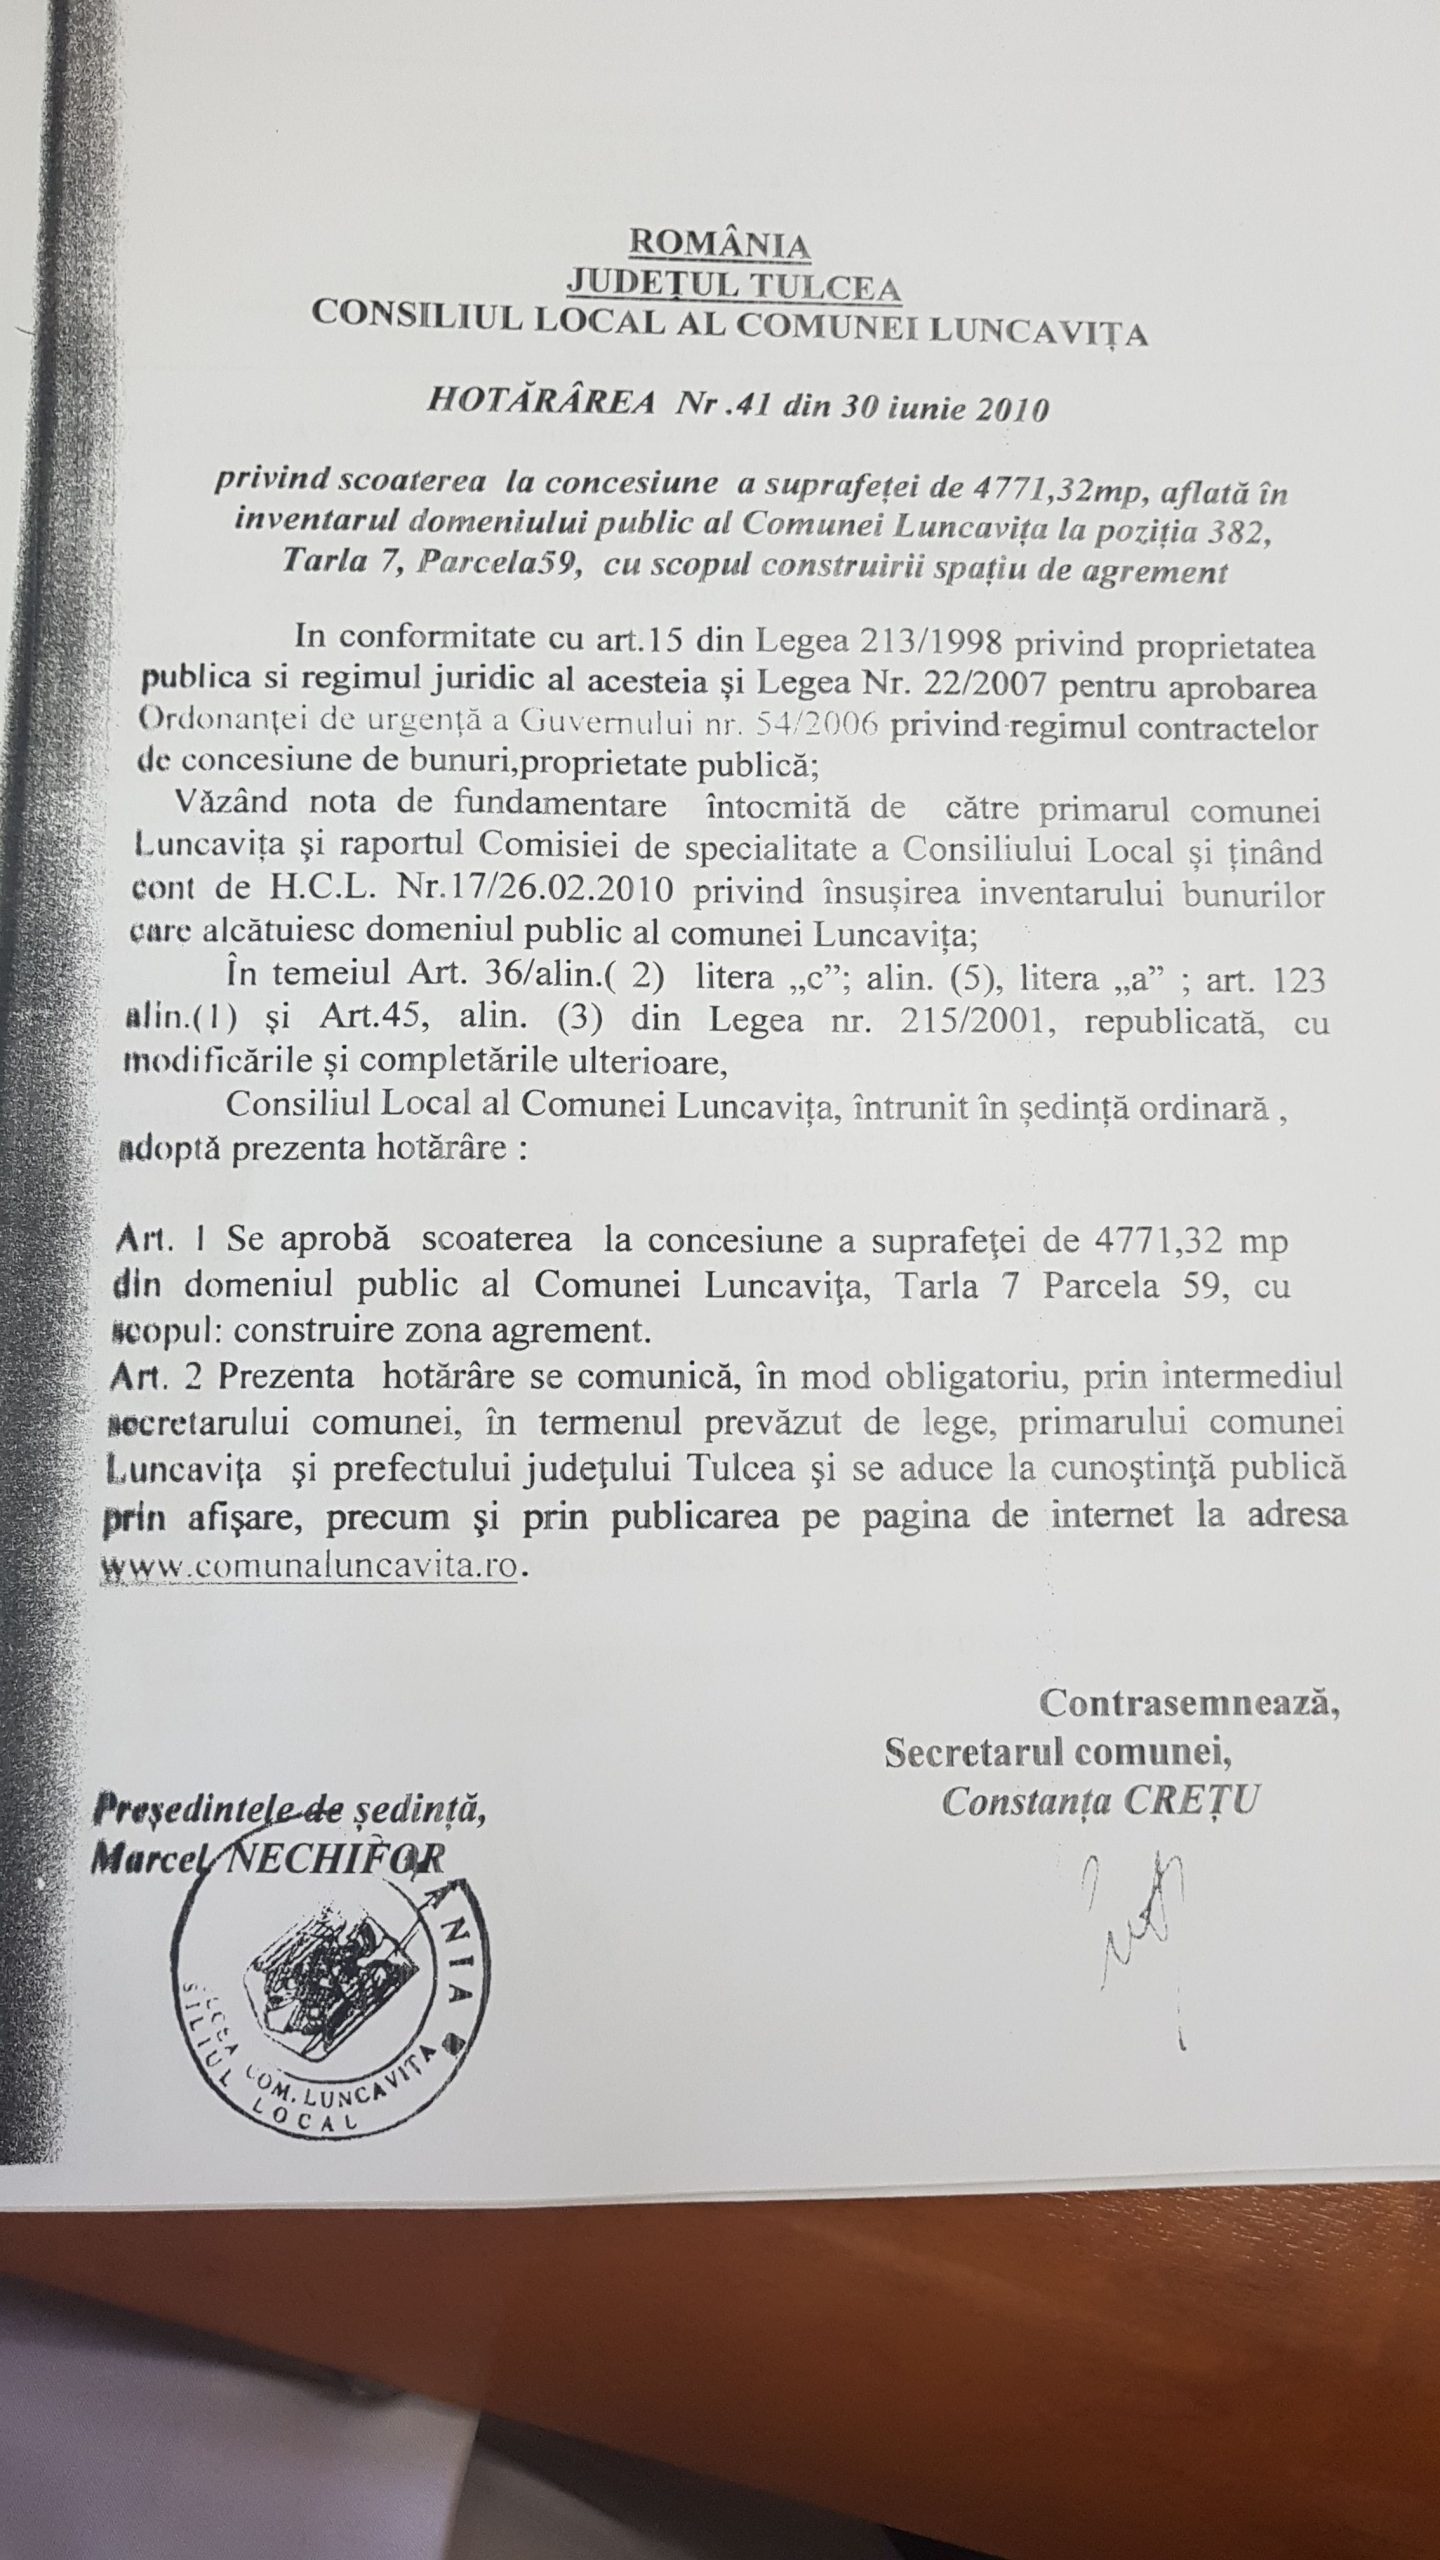 ROMÂNIA
JUDEȚUL TULCEA
CONSILIUL LOCAL AL COMUNEI LUNCAVIȚA
HOTĂRÂREA Nr .41 din 30 iunie 2010
privind scoaterea la concesiune a suprafeței de 4771,32mp, aflată în
inventarul domeniului public al Comunei Luncavița la poziția 382,
Tarla 7, Parcela59, cu scopul construirii spațiu de agrement
In conformitate cu art.15 din Legea 213/1998 privind proprietatea
publica si regimul juridic al acesteia și Legea Nr. 22/2007 pentru aprobarea
Ordonanței de urgență a Guvernului nr. 54/2006 privind regimul contractelor
de concesiune de bunuri,proprietate publică;
Văzând nota de fundamentare întocmită de către primarul comunei
Luncavița și raportul Comisiei de specialitate a Consiliului Local și ținând
cont de H.C.L. Nr.17/26.02.2010 privind însușirea inventarului bunurilor
care alcătuiesc domeniul public al comunei Luncavița;
În temeiul Art. 36/alin.( 2) litera „c”; alin. (5), litera „a” ; art. 123
alin.(1) și Art.45, alin. (3) din Legea nr. 215/2001, republicată, cu
modificările și completările ulterioare,
Consiliul Local al Comunei Luncavița, întrunit în ședință ordinară ,
adoptă prezenta hotărâre :
Art. 1 Se aprobă scoaterea la concesiune a suprafeţei de 4771,32 mp
din domeniul public al Comunei Luncaviţa, Tarla 7 Parcela 59, cu
scopul: construire zona agrement.
Art. 2 Prezenta hotărâre se comunică, în mod obligatoriu, prin intermediul
secretarului comunei, în termenul prevăzut de lege, primarului comunei
Luncaviţa şi prefectului judeţului Tulcea şi se aduce la cunoştinţă publică
prin afişare, precum şi prin publicarea pe pagina de internet la adresa
www.comunaluncavita.ro.
Contrasemnează,
Secretarul comunei,
Constanța CREȚU
Președintele de ședință,
Marcel NECHIFOR
COM. LUNCAVIȚA
LOCAL